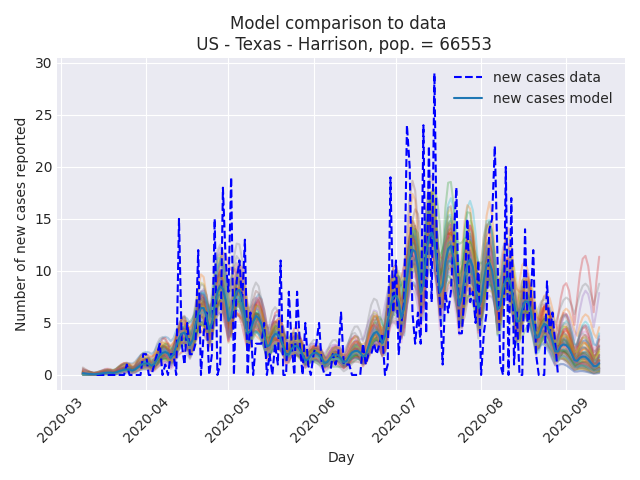 Model comparison to data
US - Texas - Harrison, pop. = 66553
new cases data
new cases model
Number of new cases reported
30
25
20
15
10
5
0
2020-03
2020-04
2020-05
2020-06
2020-07
2020-08
2020-09
Day